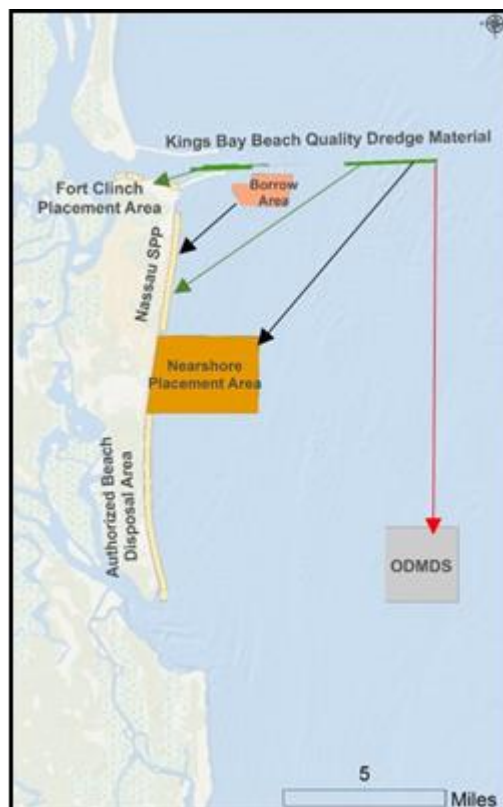 Kings Bay Beach Quality Dredge Material
Fort Clinch
Placement Area
Borrow
Area
Nassau SPP
Nearshore
Placement Area
Authorized Beach
Disposal Area
ODMDS
5
Miles